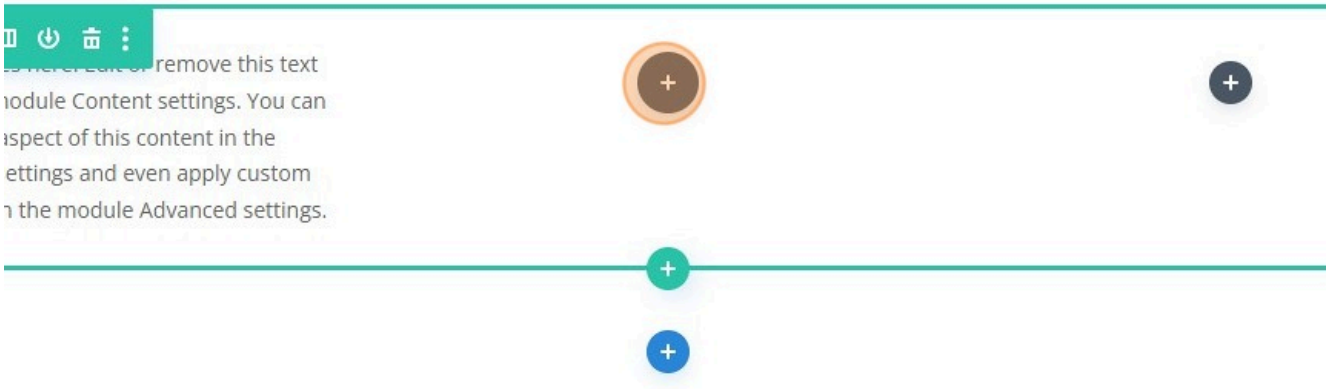 remove this text
module Content settings. You can
aspect of this content in the
ettings and even apply custom
the module Advanced settings.